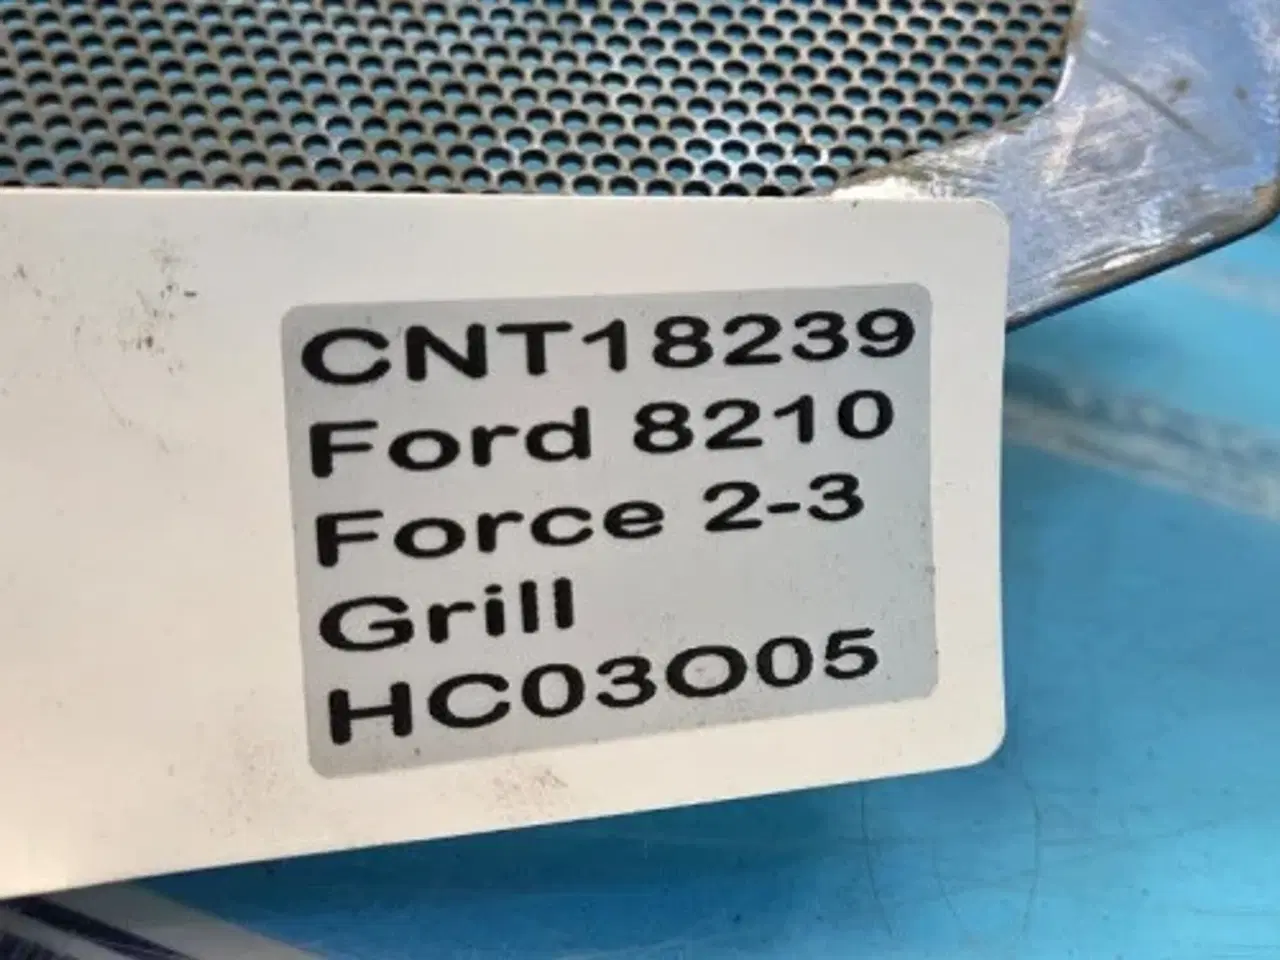 CNT18239
Ford 8210
Force 2-3
Grill
HC03O05